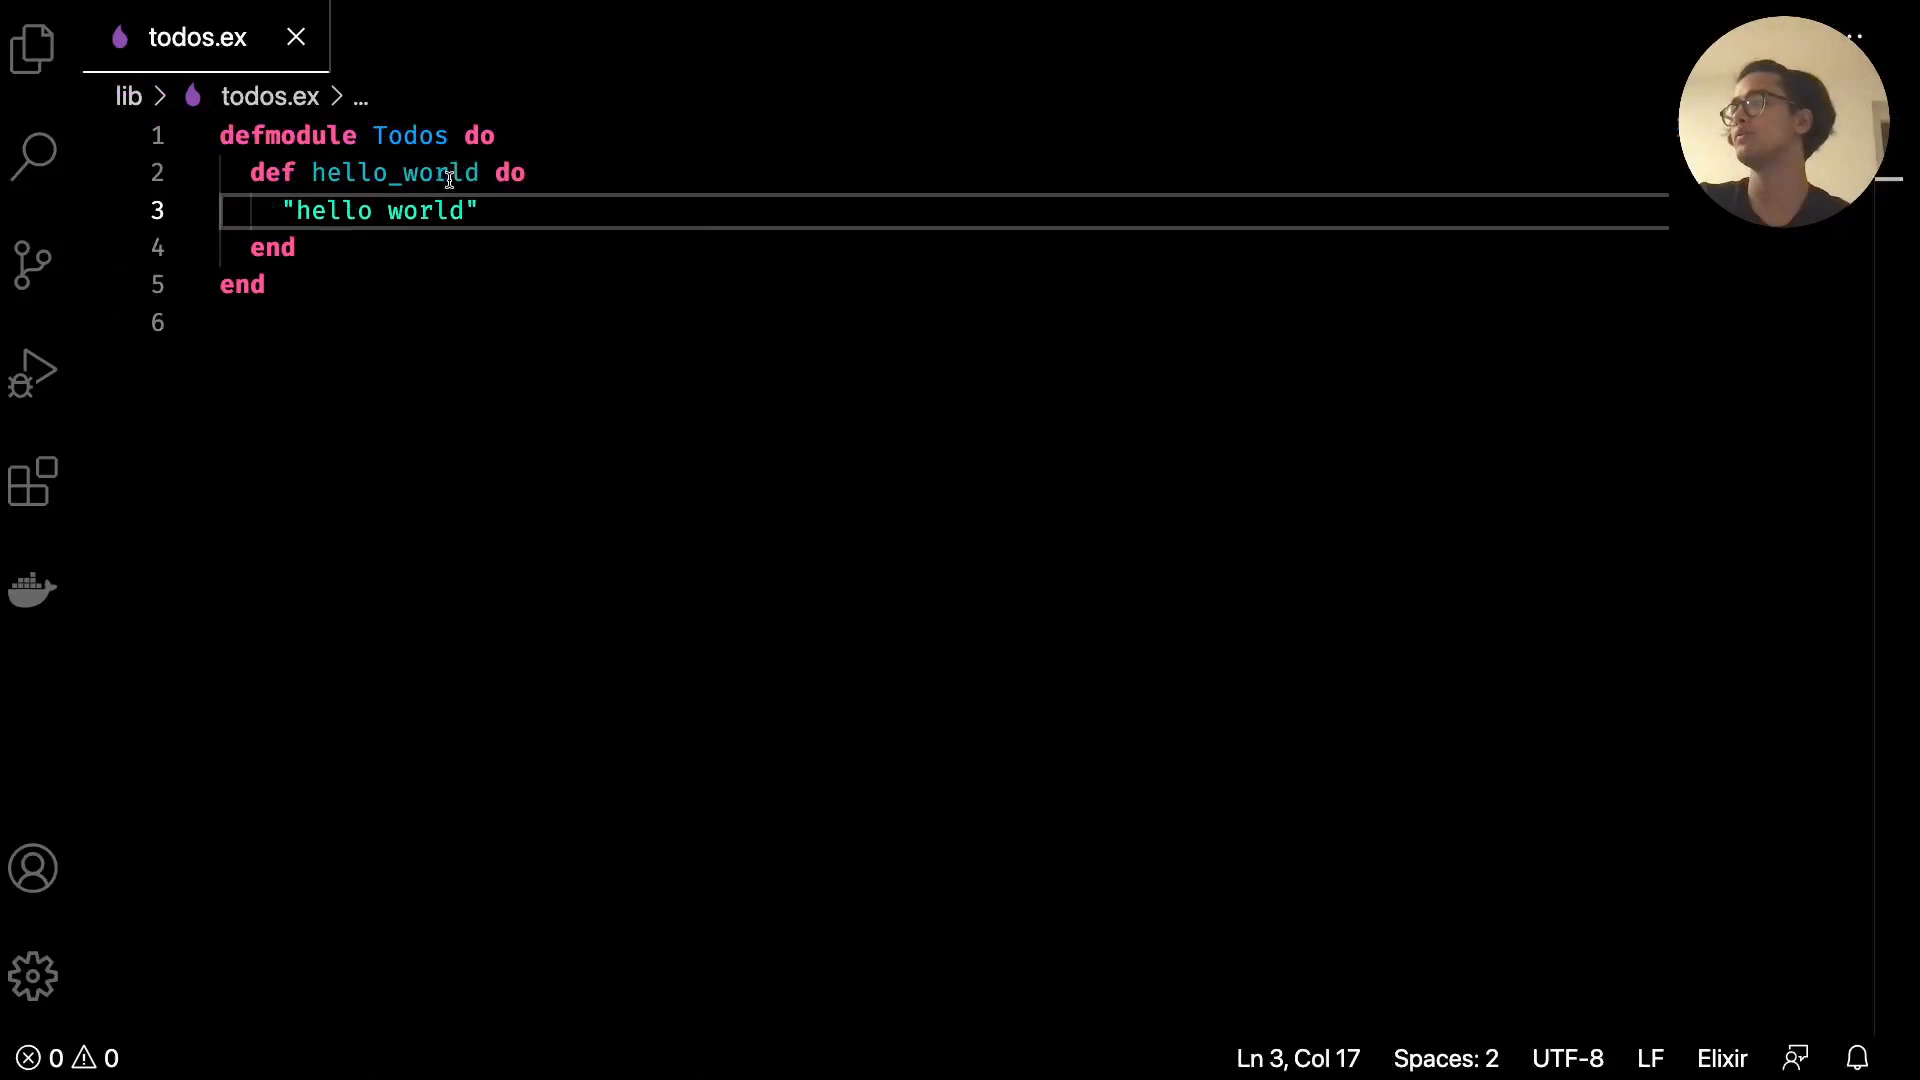 todos.ex
lib > todos.ex > ...
1 defmodule Todos do
2 def hello_world do
3 "hello world"
4 end
5 end
6
0 0 Ln 3, Col 17 Spaces: 2 UTF-8 LF Elixir